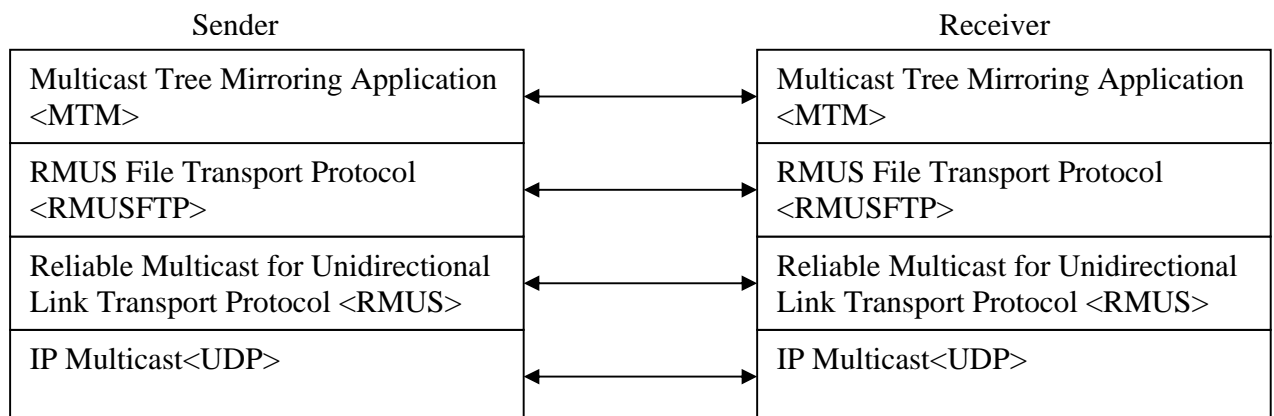 Sender
Receiver
Multicast Tree Mirroring Application
<MTM>
Multicast Tree Mirroring Application
<MTM>
RMUS File Transport Protocol
<RMUSFTP>
RMUS File Transport Protocol
<RMUSFTP>
Reliable Multicast for Unidirectional
Link Transport Protocol <RMUS>
Reliable Multicast for Unidirectional
Link Transport Protocol <RMUS>
IP Multicast<UDP>
IP Multicast<UDP>